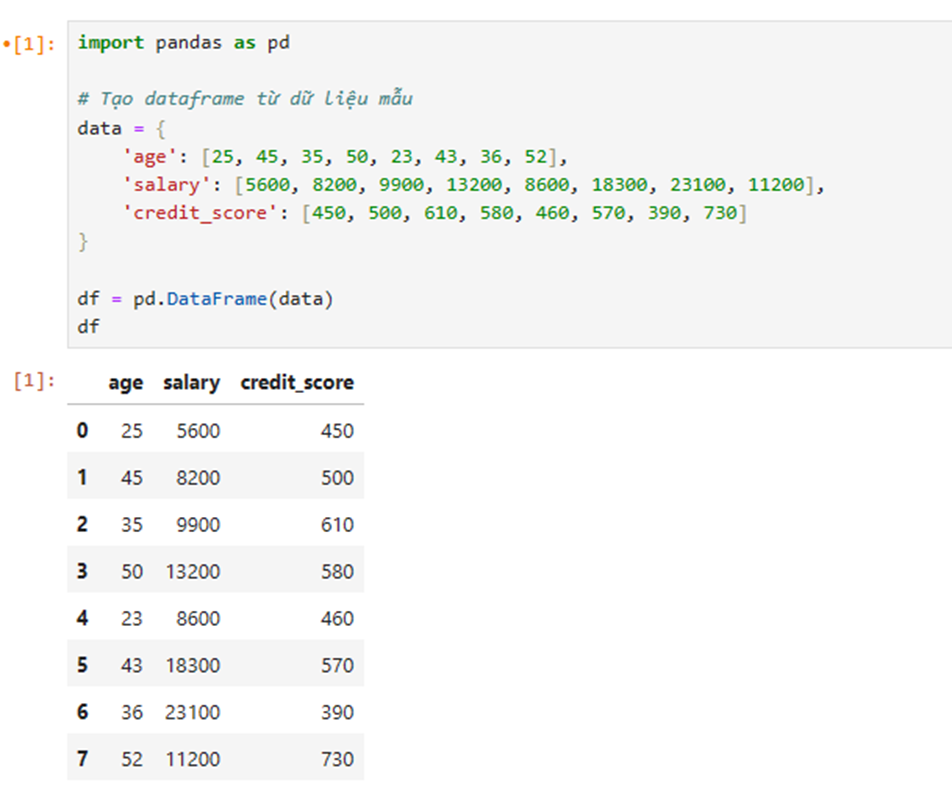 •[1]:
import pandas as pd
# Tạo dataframe từ dữ liệu mẫu
data = {
'age': [25, 45, 35, 50, 23, 43, 36, 52],
'salary': [5600, 8200, 9900, 13200, 8600, 18300, 23100, 11200],
'credit_score': [450, 500, 610, 580, 460, 570, 390, 730]
}
df = pd.DataFrame(data)
df
[1]:
age salary credit_score
0 25 5600 450
1 45 8200 500
2 35 9900 610
3 50 13200 580
4 23 8600 460
5 43 18300 570
6 36 23100 390
7 52 11200 730